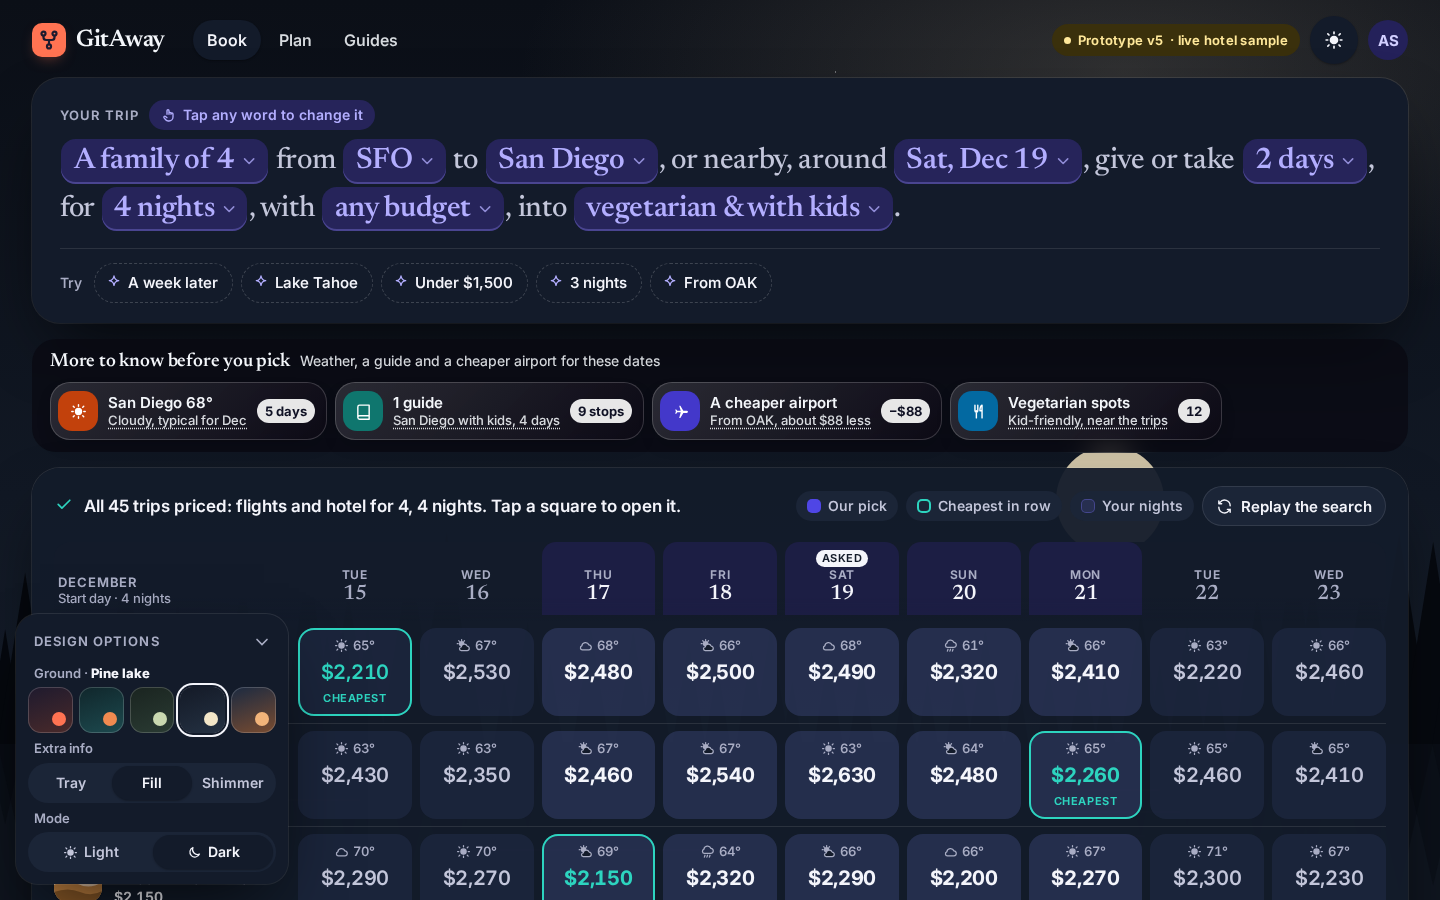 GitAway
Book
Plan
Guides
Prototype v5 · live hotel sample
AS
YOUR TRIP
Tap any word to change it
A family of 4 from SFO to San Diego, or nearby, around Sat, Dec 19, give or take 2 days,
for 4 nights, with any budget, into vegetarian & with kids.
Try
A week later
Lake Tahoe
Under $1,500
3 nights
From OAK
More to know before you pick
Weather, a guide and a cheaper airport for these dates
San Diego 68°
Cloudy, typical for Dec
5 days
1 guide
San Diego with kids, 4 days
9 stops
A cheaper airport
From OAK, about $88 less
−$88
Vegetarian spots
Kid-friendly, near the trips
12
All 45 trips priced: flights and hotel for 4, 4 nights. Tap a square to open it.
Our pick
Cheapest in row
Your nights
Replay the search
DECEMBER
Start day · 4 nights
TUE
15
WED
16
THU
17
FRI
18
ASKED
SAT
19
SUN
20
MON
21
TUE
22
WED
23
65°
$2,210
CHEAPEST
67°
$2,530
68°
$2,480
66°
$2,500
68°
$2,490
61°
$2,320
66°
$2,410
63°
$2,220
66°
$2,460
63°
$2,430
63°
$2,350
67°
$2,460
67°
$2,540
63°
$2,630
64°
$2,480
65°
$2,260
CHEAPEST
65°
$2,460
65°
$2,410
70°
$2,290
70°
$2,270
69°
$2,150
64°
$2,320
66°
$2,290
66°
$2,200
67°
$2,270
71°
$2,300
67°
$2,230
DESIGN OPTIONS
Ground · Pine lake
Extra info
Tray
Fill
Shimmer
Mode
Light
Dark
$2,150